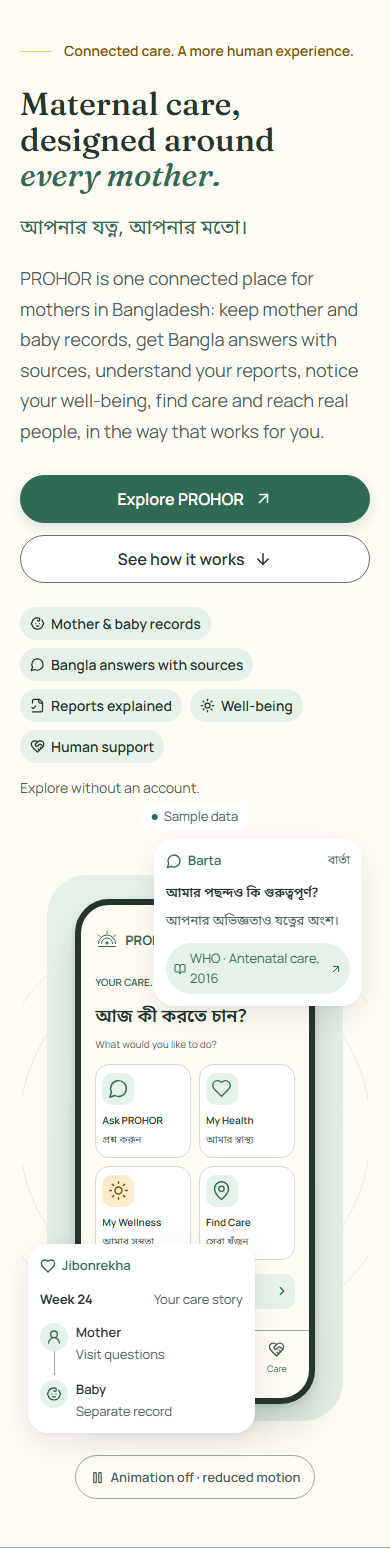 Connected care. A more human experience.
Maternal care,
designed around
every mother.
আপনার যত্ন, আপনার মতো।
PROHOR is one connected place for
mothers in Bangladesh: keep mother and
baby records, get Bangla answers with
sources, understand your reports, notice
your well-being, find care and reach real
people, in the way that works for you.
Explore PROHOR
See how it works
Mother & baby records
Bangla answers with sources
Reports explained
Well-being
Human support
Explore without an account.
Sample data
Barta বার্তা
আমার পছন্দও কি গুরুত্বপূর্ণ?
আপনার অভিজ্ঞতাও যত্নের অংশ।
WHO · Antenatal care,
2016
YOUR CARE.
আজ কী করতে চান?
What would you like to do?
Ask PROHOR
প্রশ্ন করুন
My Health
আমার স্বাস্থ্য
My Wellness
Find Care
সেবা খুঁজুন
Jibonrekha
Week 24 Your care story
Mother
Visit questions
Baby
Separate record
Care
Animation off · reduced motion